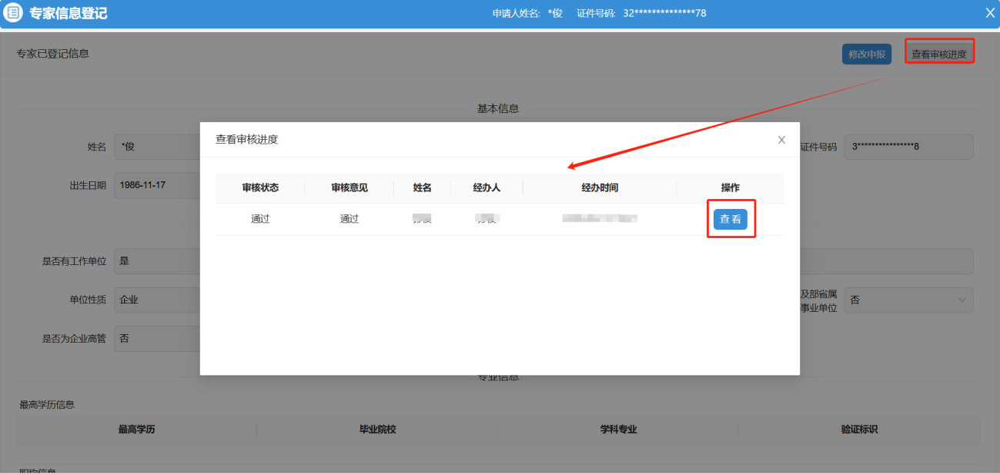 专家信息登记 申请人姓名: *俊 证件号码: 32**************78 X
专家已登记信息 修改申报 查看审核进度
基本信息
查看审核进度
姓名 *俊 证件号码 3***************8
出生日期 1986-11-17
审核状态 审核意见 姓名 经办人 经办时间 操作
通过 通过 查看
是否有工作单位 是
单位性质 企业 及部省属
事业单位 否
是否为企业高管 否
专业信息
最高学历信息
最高学历 毕业院校 学科专业 验证标识
职称信息